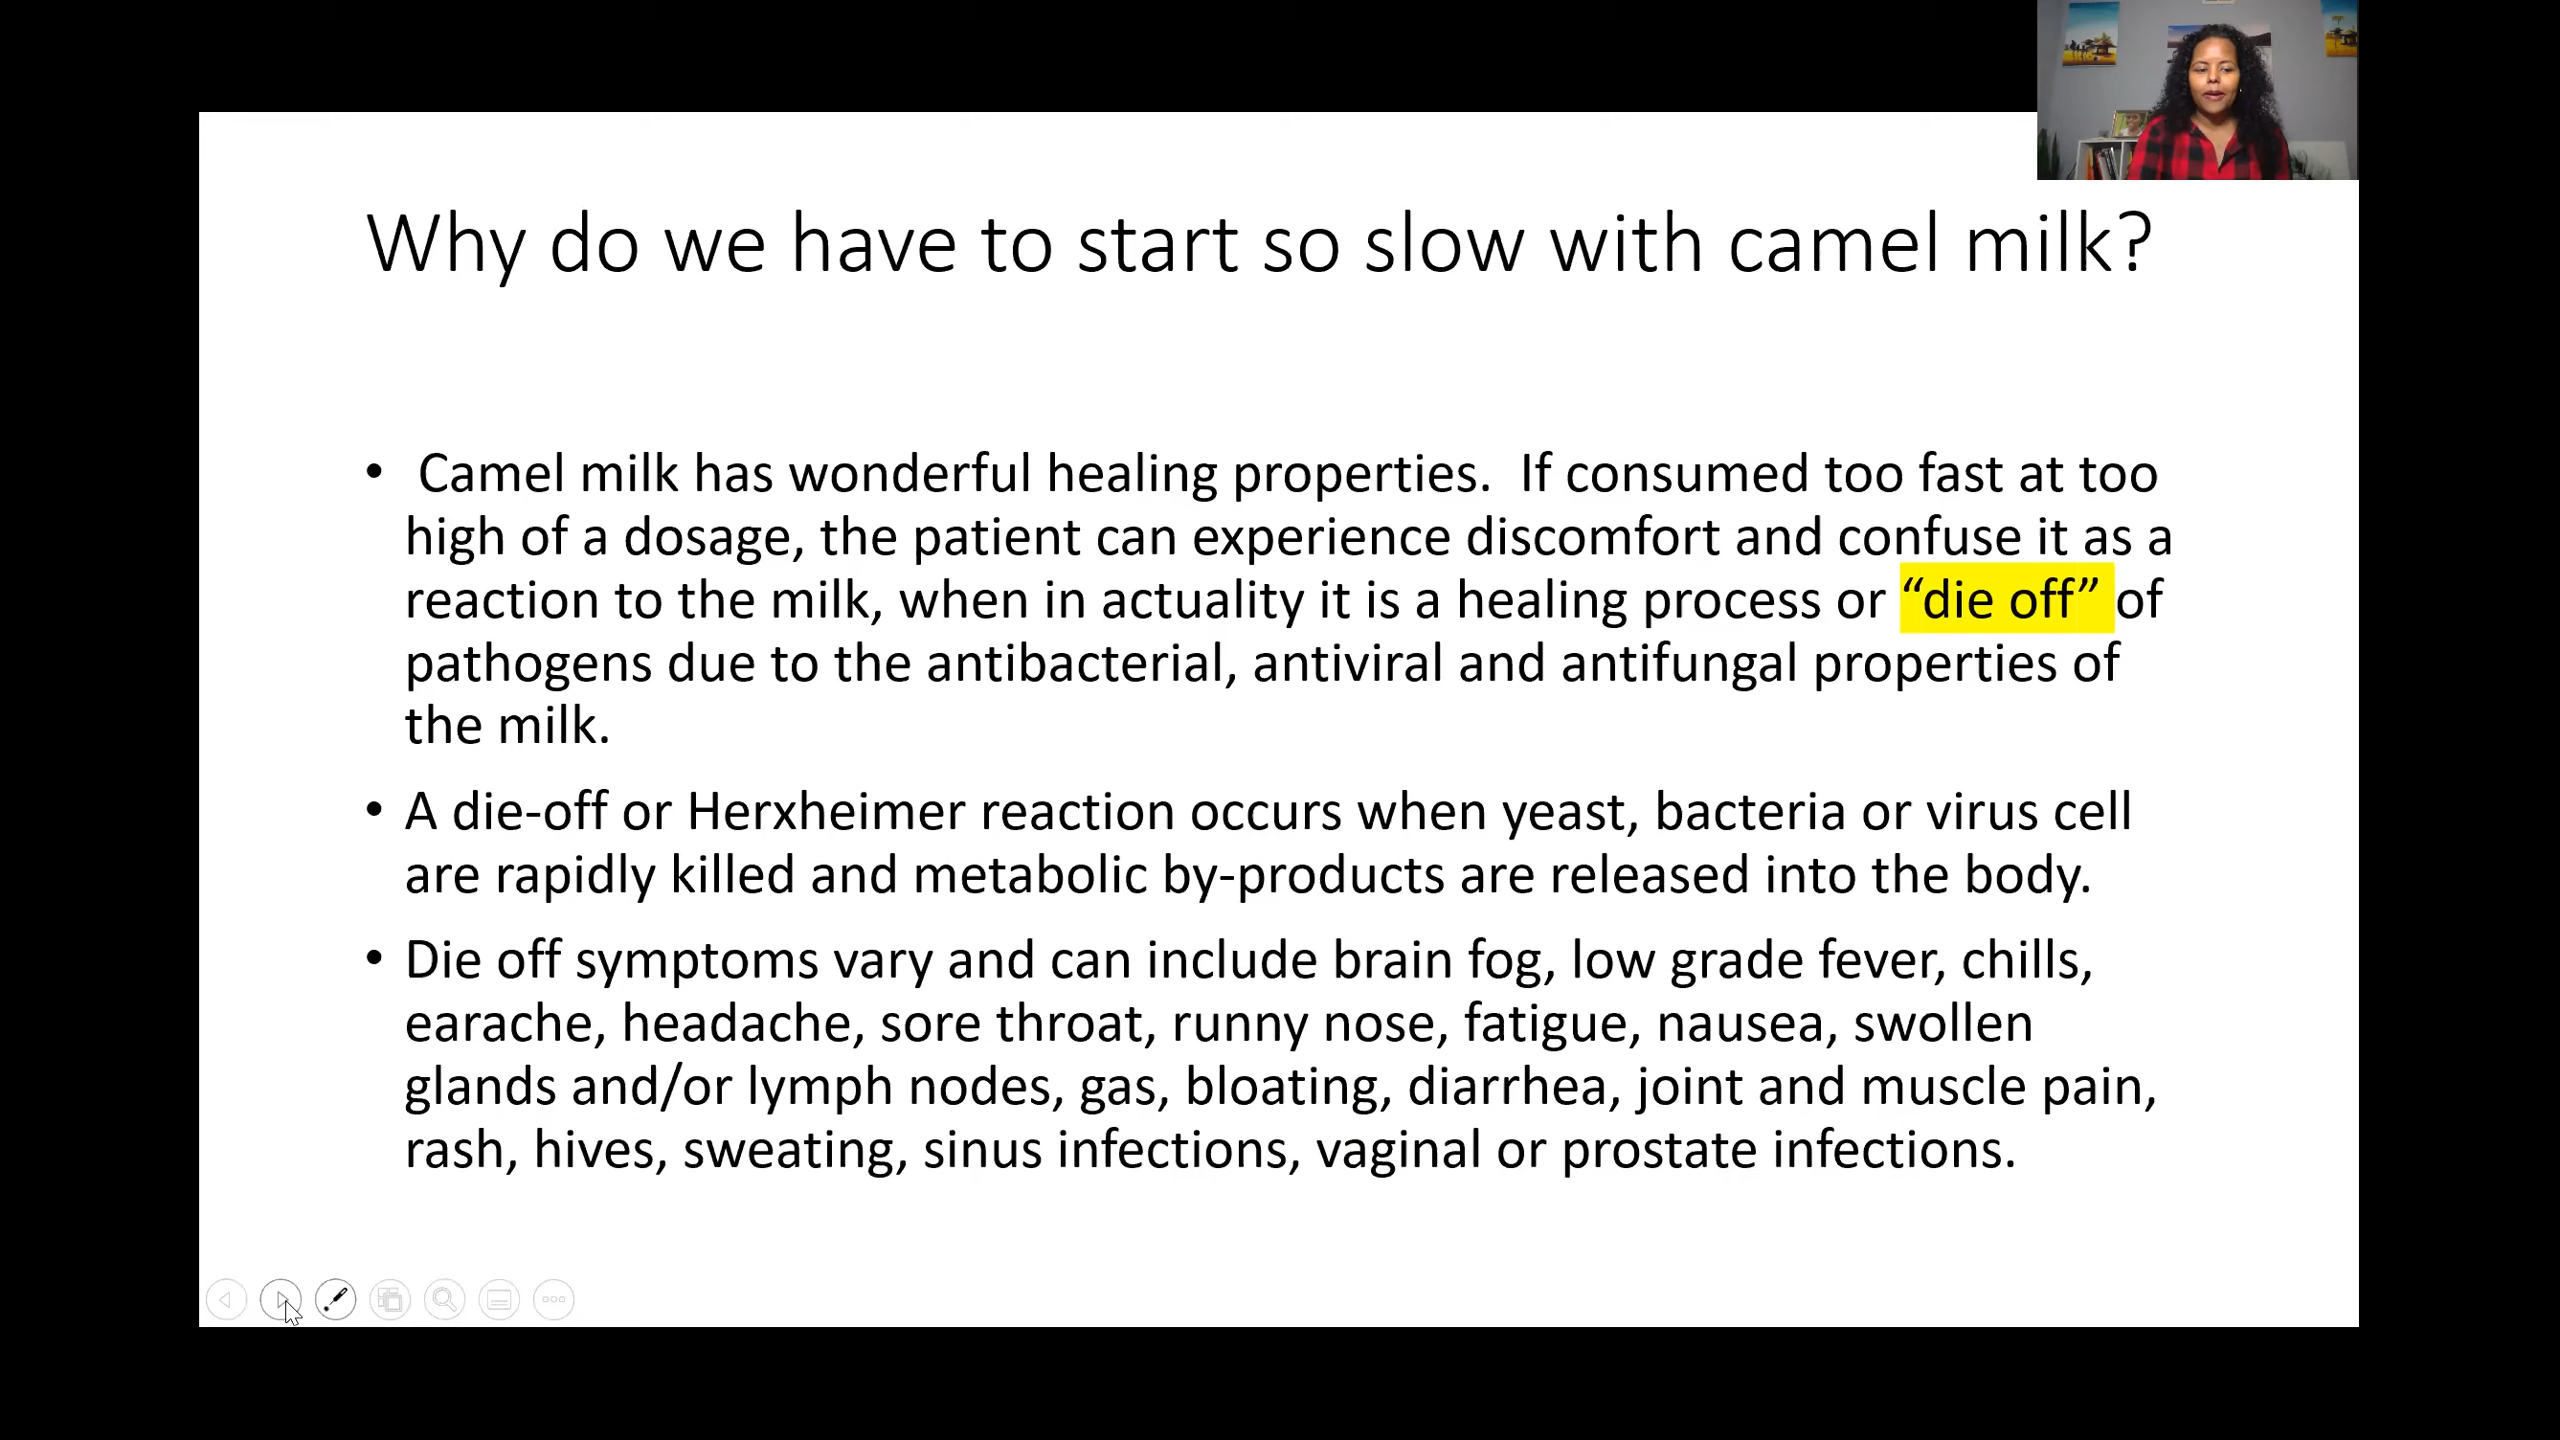 Why do we have to start so slow with camel milk?
• Camel milk has wonderful healing properties. If consumed too fast at too
high of a dosage, the patient can experience discomfort and confuse it as a
reaction to the milk, when in actuality it is a healing process or “die off” of
pathogens due to the antibacterial, antiviral and antifungal properties of
the milk.
• A die-off or Herxheimer reaction occurs when yeast, bacteria or virus cell
are rapidly killed and metabolic by-products are released into the body.
• Die off symptoms vary and can include brain fog, low grade fever, chills,
earache, headache, sore throat, runny nose, fatigue, nausea, swollen
glands and/or lymph nodes, gas, bloating, diarrhea, joint and muscle pain,
rash, hives, sweating, sinus infections, vaginal or prostate infections.